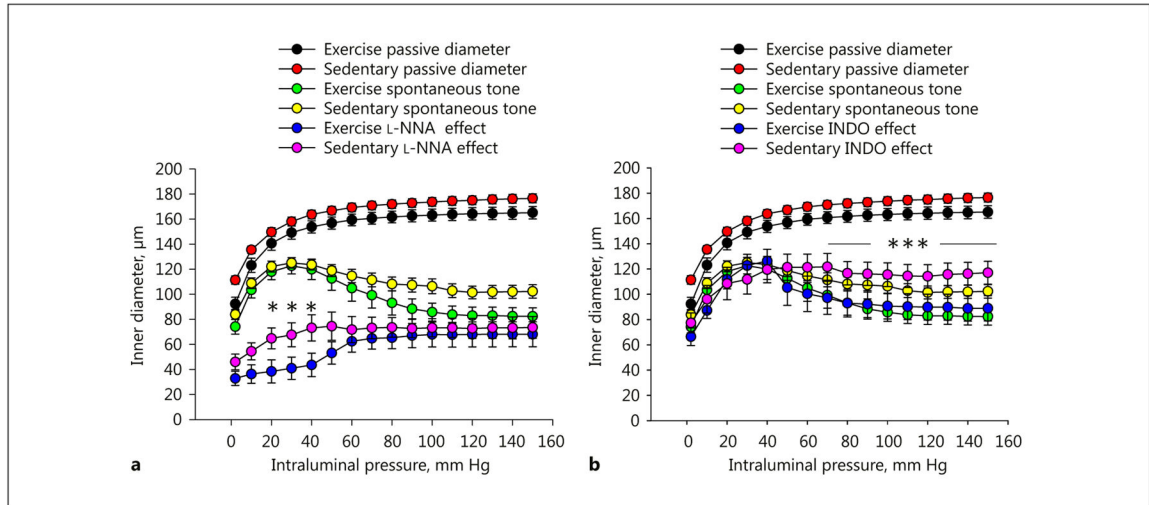 Exercise passive diameter
Sedentary passive diameter
Exercise spontaneous tone
Sedentary spontaneous tone
Exercise L-NNA effect
Sedentary L-NNA effect
200
180
160
140
120
100
80
60
40
20
0
Inner diameter, µm
* * *
0 20 40 60 80 100 120 140 160
a Intraluminal pressure, mm Hg
Exercise passive diameter
Sedentary passive diameter
Exercise spontaneous tone
Sedentary spontaneous tone
Exercise INDO effect
Sedentary INDO effect
200
180
160
140
120
100
80
60
40
20
0
Inner diameter, µm
***
0 20 40 60 80 100 120 140 160
b Intraluminal pressure, mm Hg